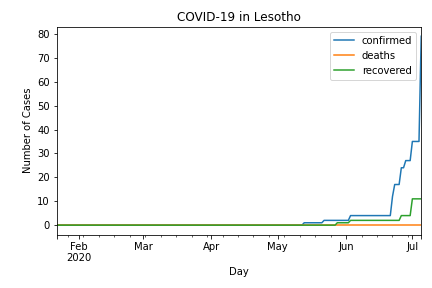 COVID-19 in Lesotho
confirmed
deaths
recovered
Number of Cases
80
70
60
50
40
30
20
10
0
Feb
2020
Mar
Apr
May
Jun
Jul
Day